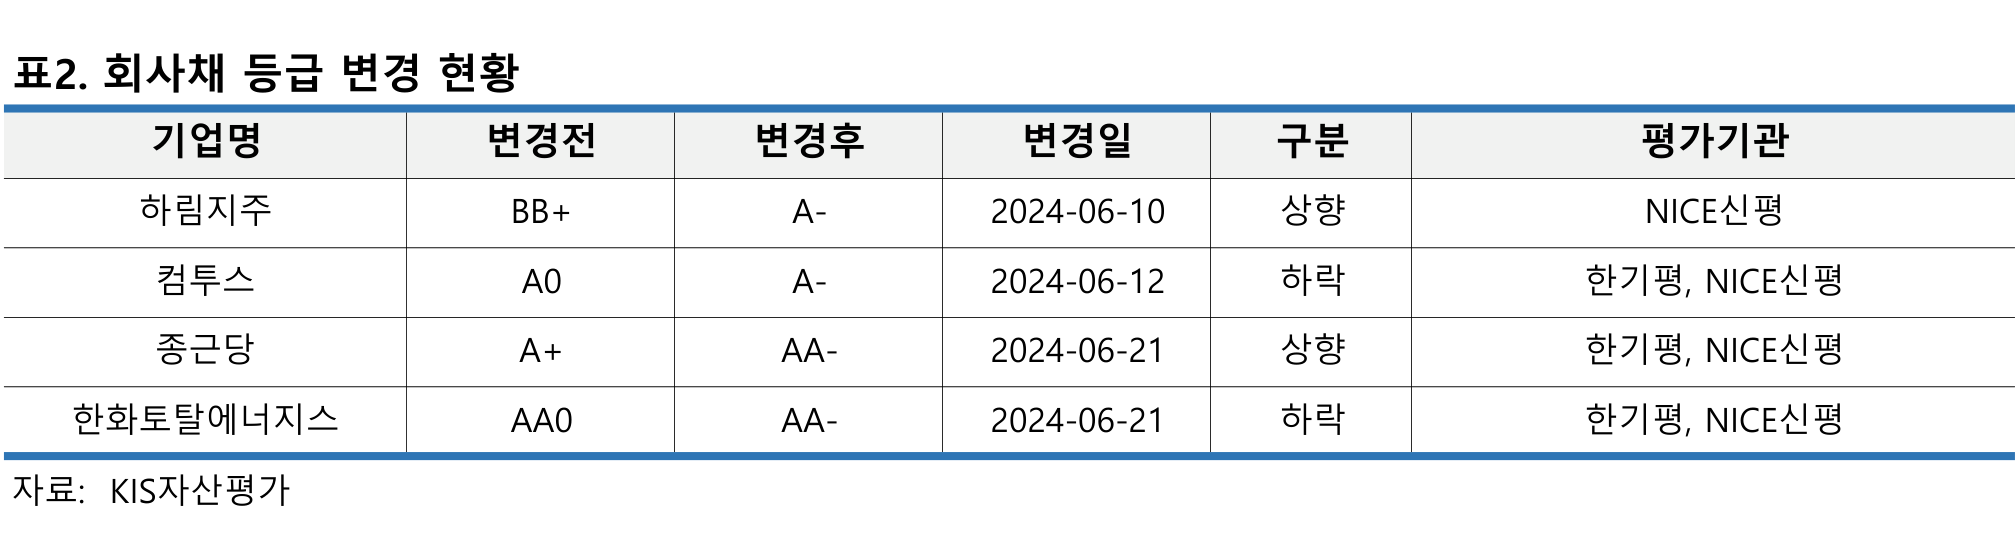 표2. 회사채 등급 변경 현황
기업명 변경전 변경후 변경일 구분 평가기관
하림지주 BB+ A- 2024-06-10 상향 NICE신평
컴투스 A0 A- 2024-06-12 하락 한기평, NICE신평
종근당 A+ AA- 2024-06-21 상향 한기평, NICE신평
한화토탈에너지스 AA0 AA- 2024-06-21 하락 한기평, NICE신평
자료: KIS자산평가